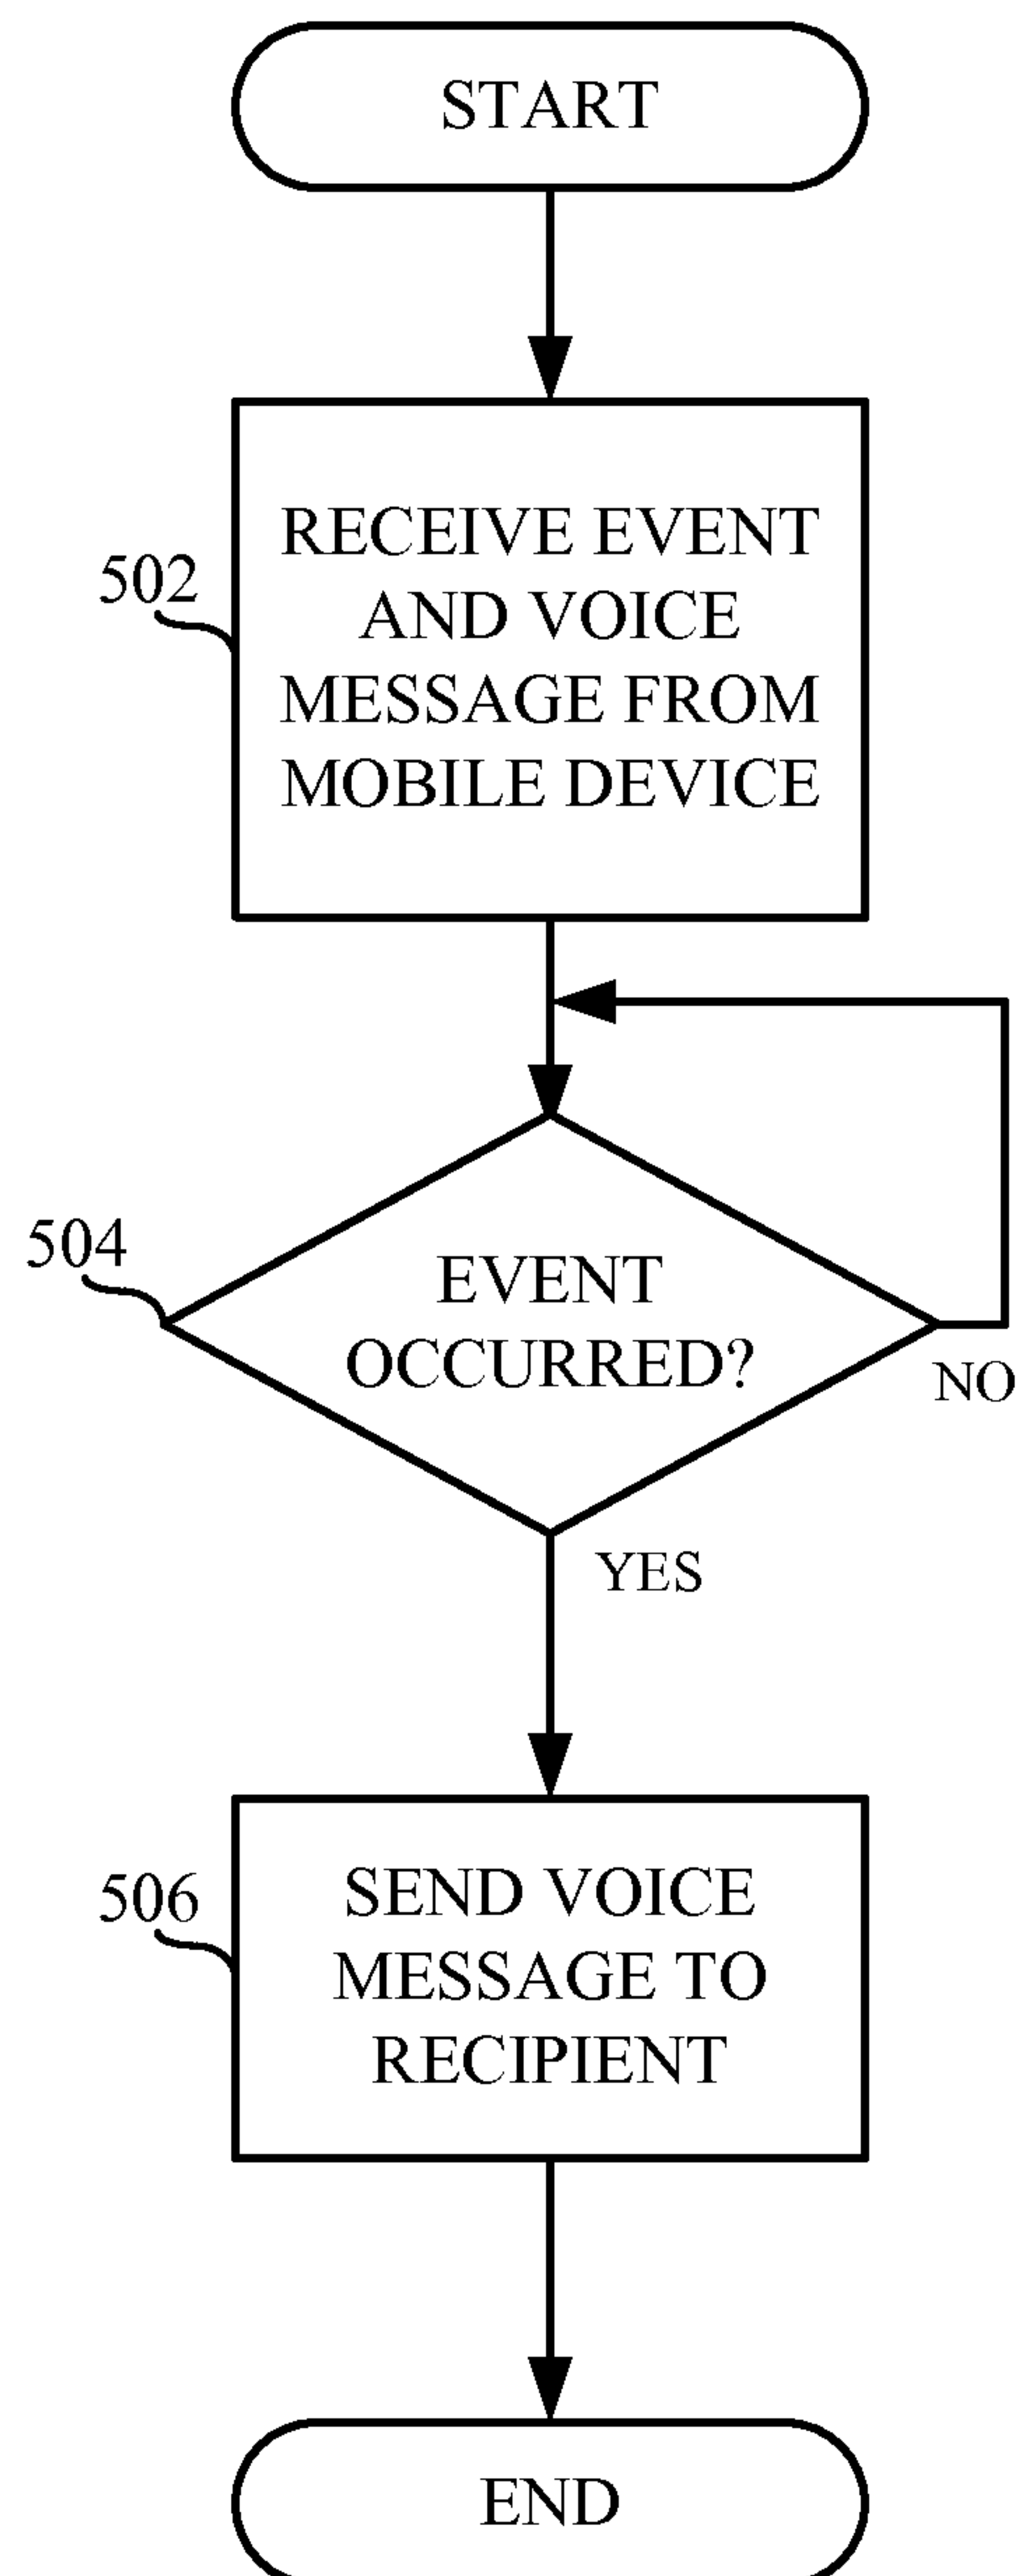 START
502
RECEIVE EVENT
AND VOICE
MESSAGE FROM
MOBILE DEVICE
504
EVENT
OCCURRED?
NO
YES
506
SEND VOICE
MESSAGE TO
RECIPIENT
END